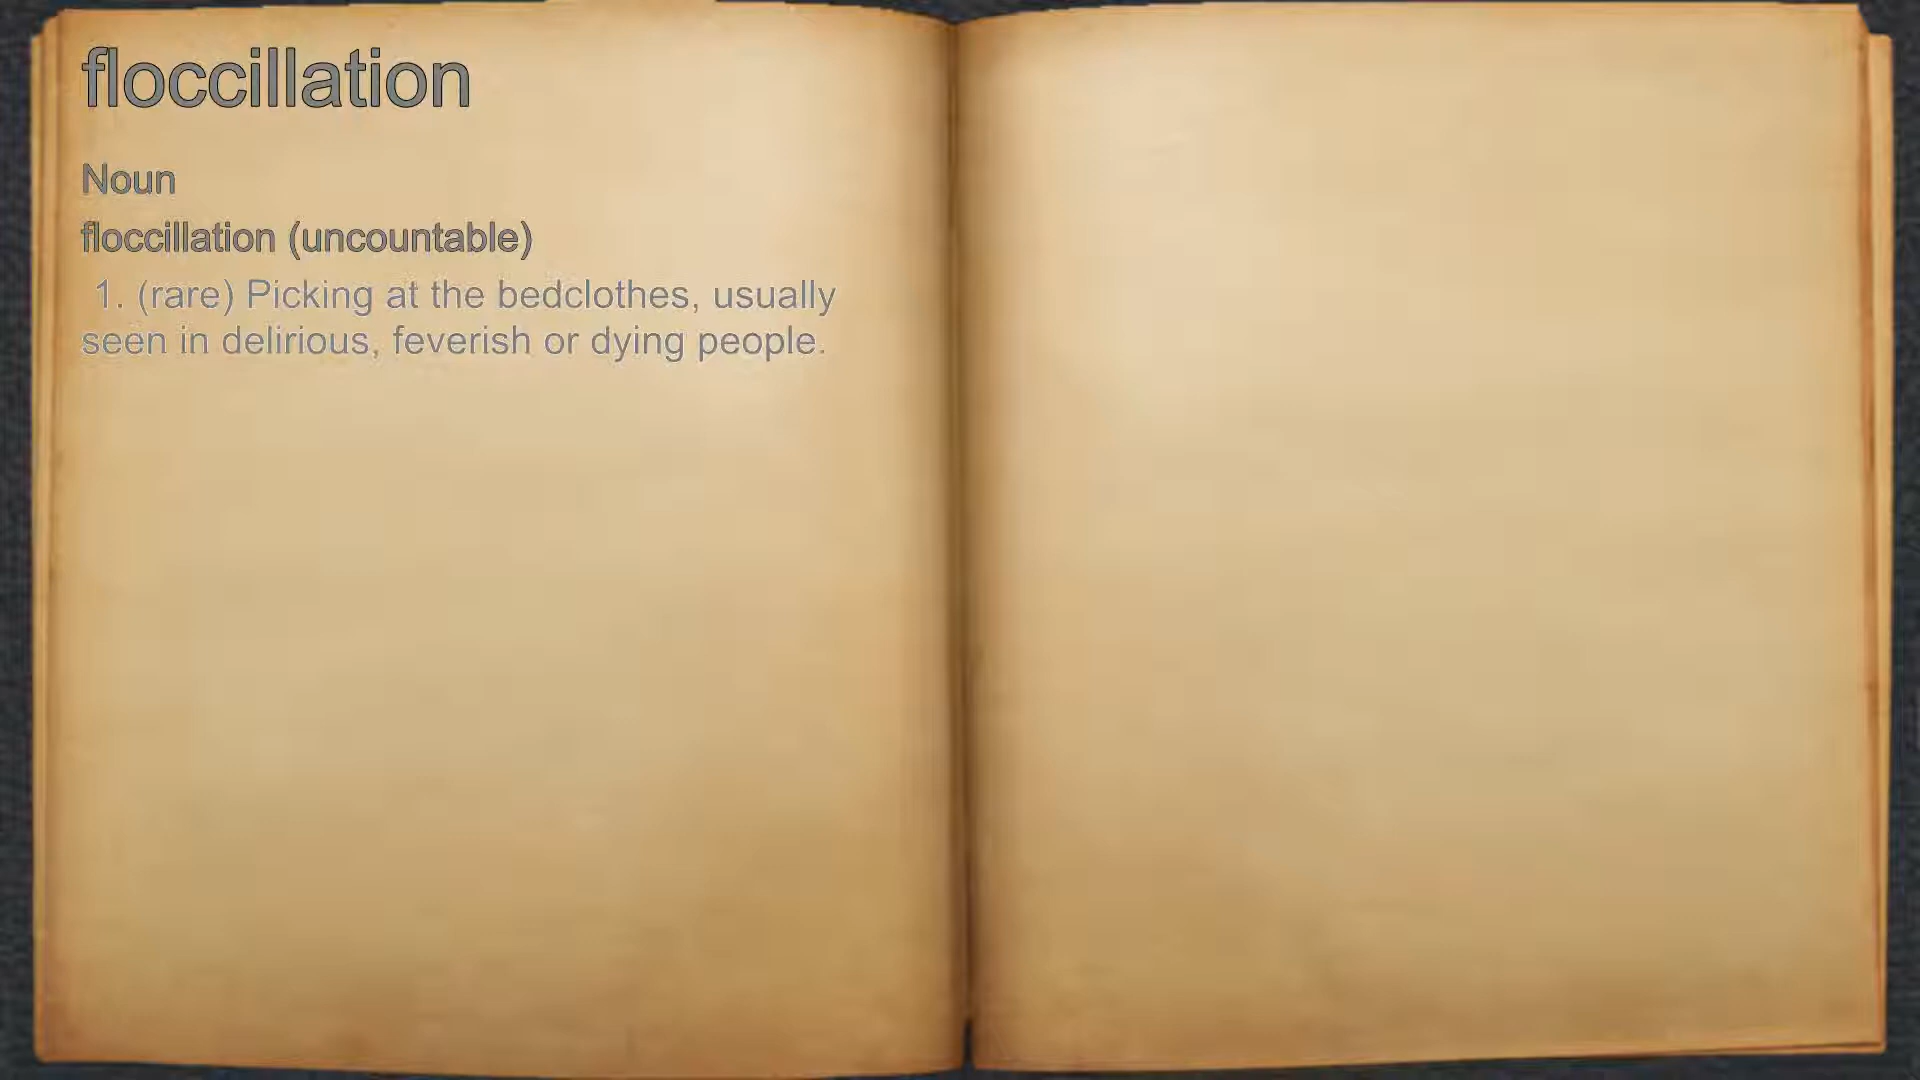 floccillation
Noun
floccillation (uncountable)
1. (rare) Picking at the bedclothes, usually
seen in delirious, feverish or dying people.